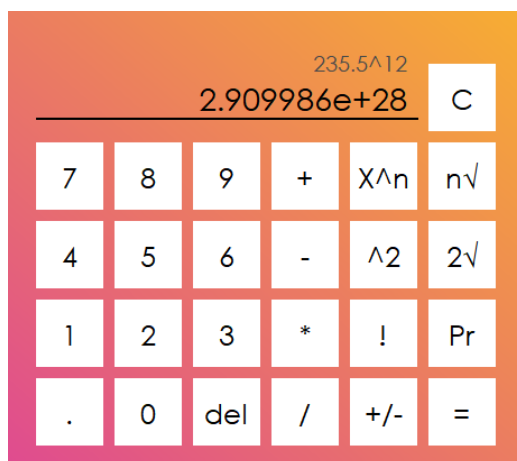 235.5^12
2.909986e+28 C
7 8 9 + X^n n√
4 5 6 - ^2 2√
1 2 3 * ! Pr
. 0 del / +/- =